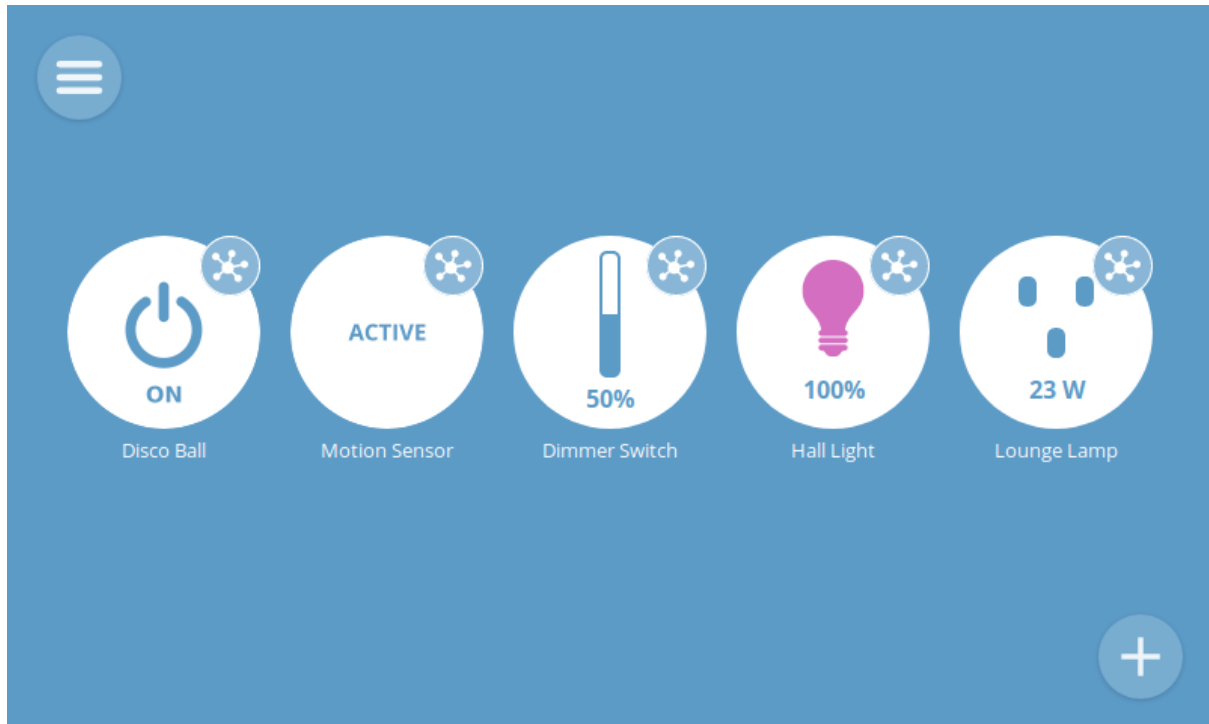 ON
Disco Ball
ACTIVE
Motion Sensor
50%
Dimmer Switch
100%
Hall Light
23 W
Lounge Lamp